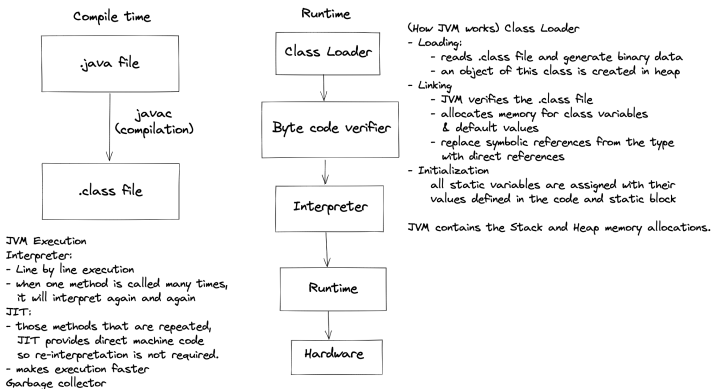 Compile time
.java file
javac
(compilation)
.class file
JVM Execution
Interpreter:
- Line by line execution
- when one method is called many times,
it will interpret again and again
JIT:
- those methods that are repeated,
JIT provides direct machine code
so re-interpretation is not required.
- makes execution faster
Garbage collector
Runtime
Class Loader
Byte code verifier
Interpreter
Runtime
Hardware
(How JVM works) Class Loader
- Loading:
- reads .class file and generate binary data
- an object of this class is created in heap
- Linking
- JVM verifies the .class file
- allocates memory for class variables
& default values
- replace symbolic references from the type
with direct references
- Initialization
all static variables are assigned with their
values defined in the code and static block
JVM contains the Stack and Heap memory allocations.